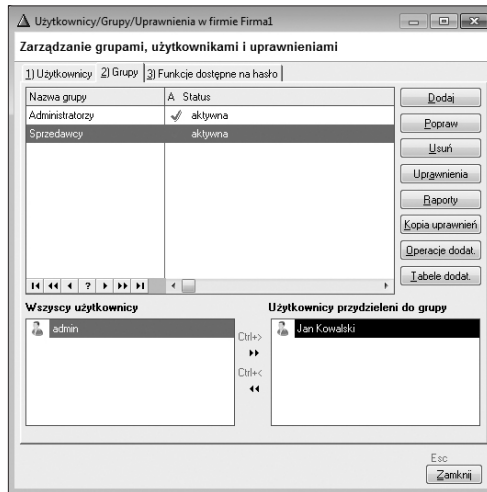 Użytkownicy/Grupy/Uprawnienia w firmie Firma1
Zarządzanie grupami, użytkownikami i uprawnieniami
1) Użytkownicy 2) Grupy 3) Funkcje dostępne na hasło
Nazwa grupy A Status
Administratorzy aktywna
Sprzedawcy aktywna
Dodaj
Popraw
Usuń
Uprawnienia
Raporty
Kopia uprawnień
Operacje dodat.
Tabele dodat.
?
Wszyscy użytkownicy Użytkownicy przydzieleni do grupy
admin Jan Kowalski
Ctrl+>
Ctrl+<
Esc
Zamknij